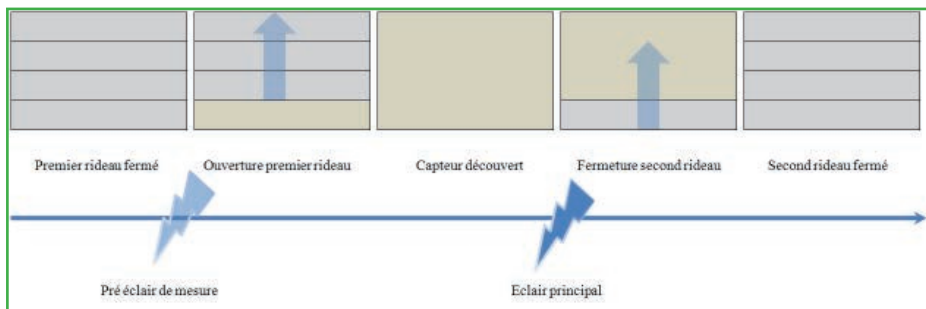 Premier rideau fermé
Ouverture premier rideau
Capteur découvert
Fermeture second rideau
Second rideau fermé
Pré éclair de mesure
Eclair principal